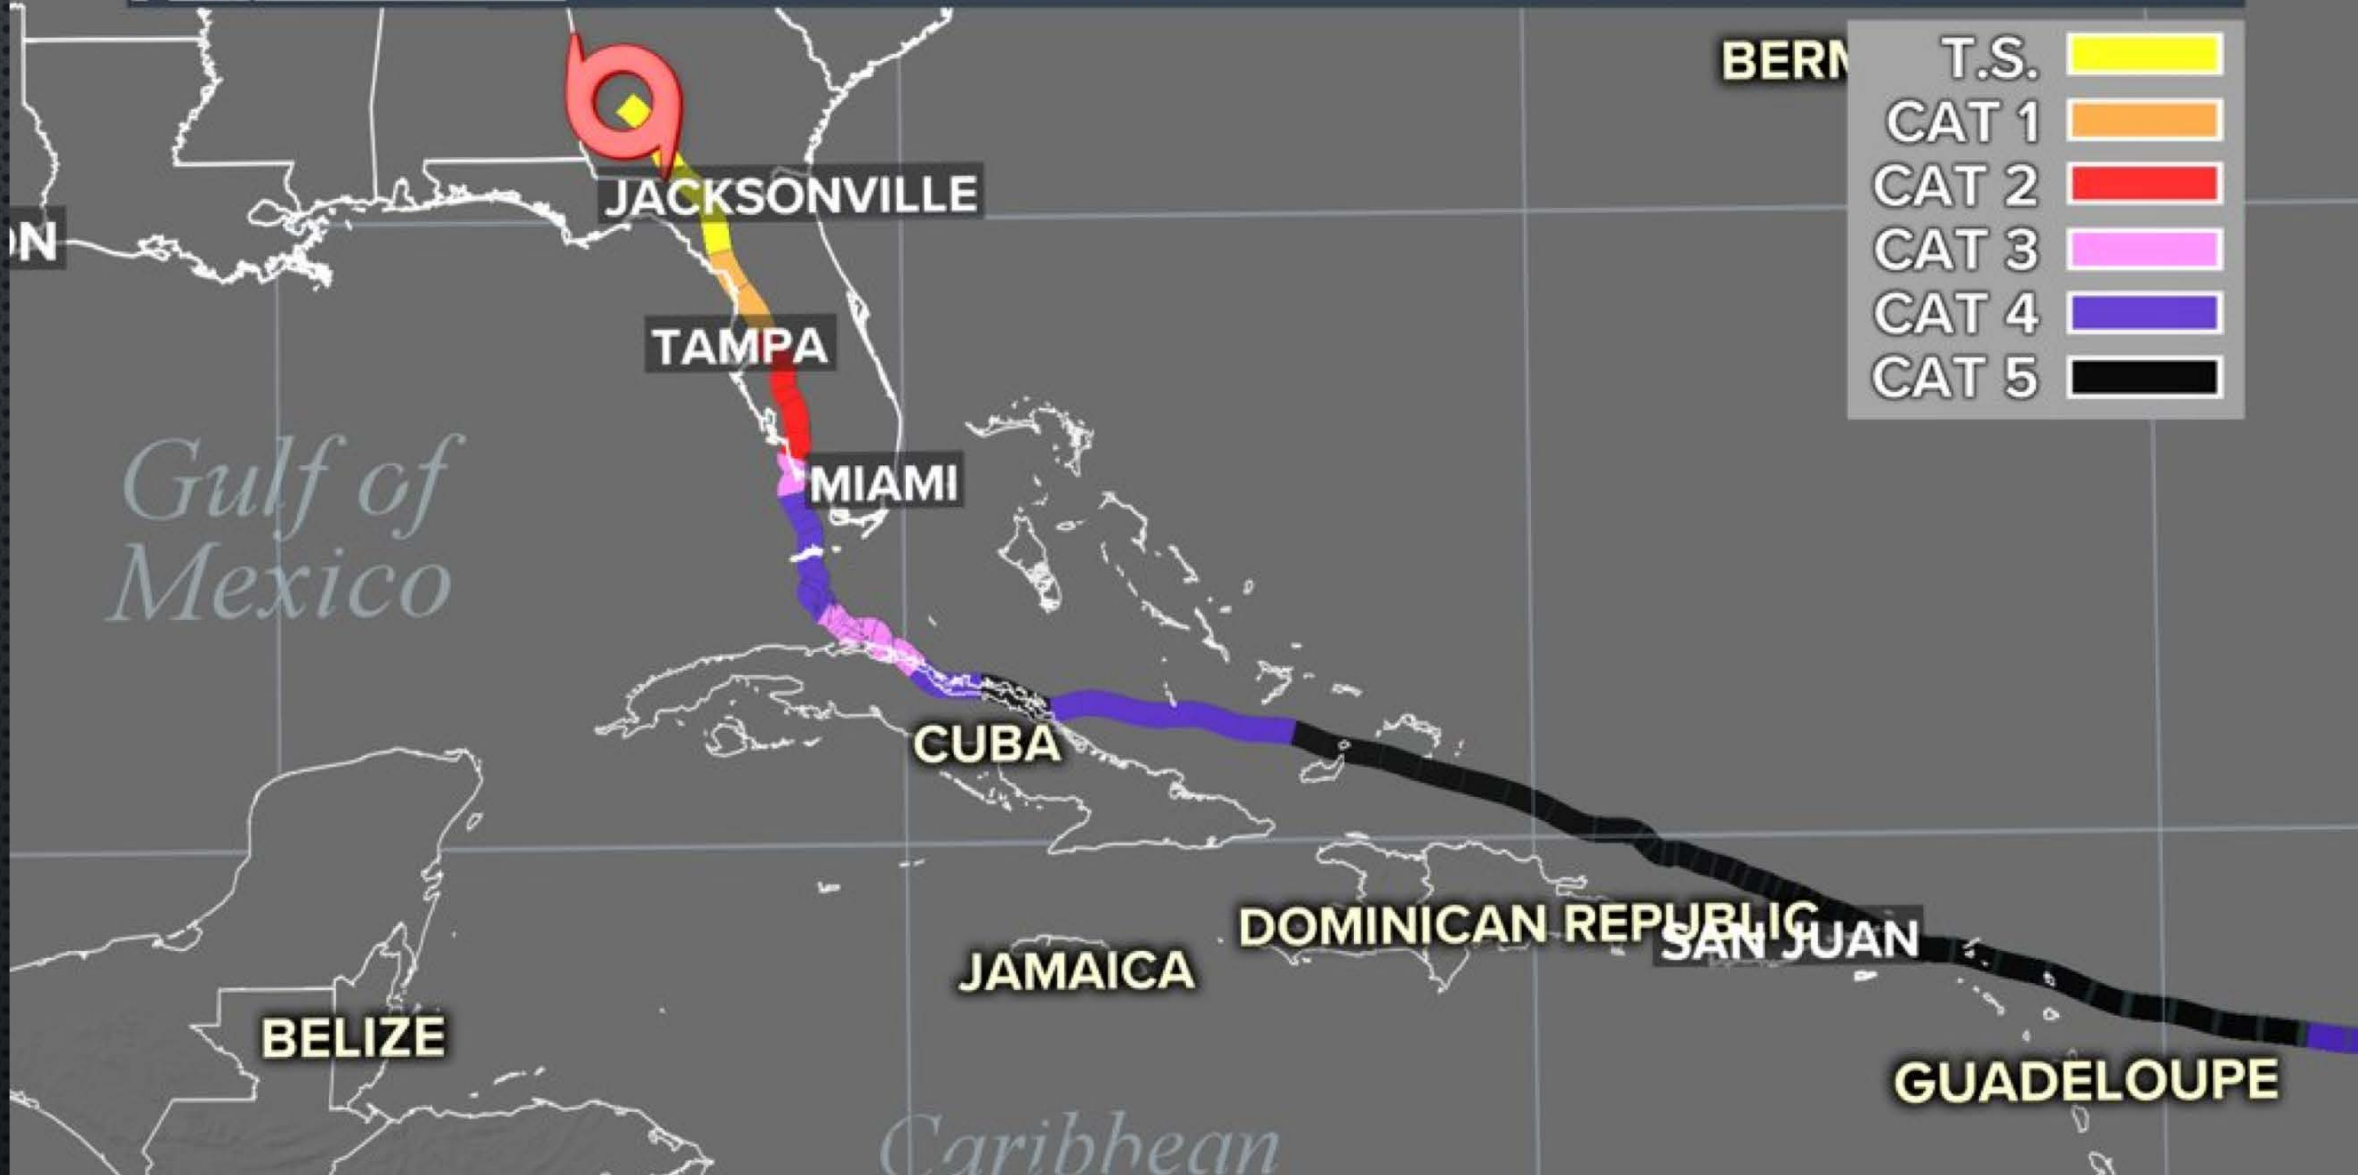 BERM
T.S.
CAT 1
CAT 2
CAT 3
CAT 4
CAT 5
JACKSONVILLE
ON
TAMPA
MIAMI
Gulf of
Mexico
CUBA
DOMINICAN REPUBLIC
SAN JUAN
JAMAICA
BELIZE
GUADELOUPE
Caribbean